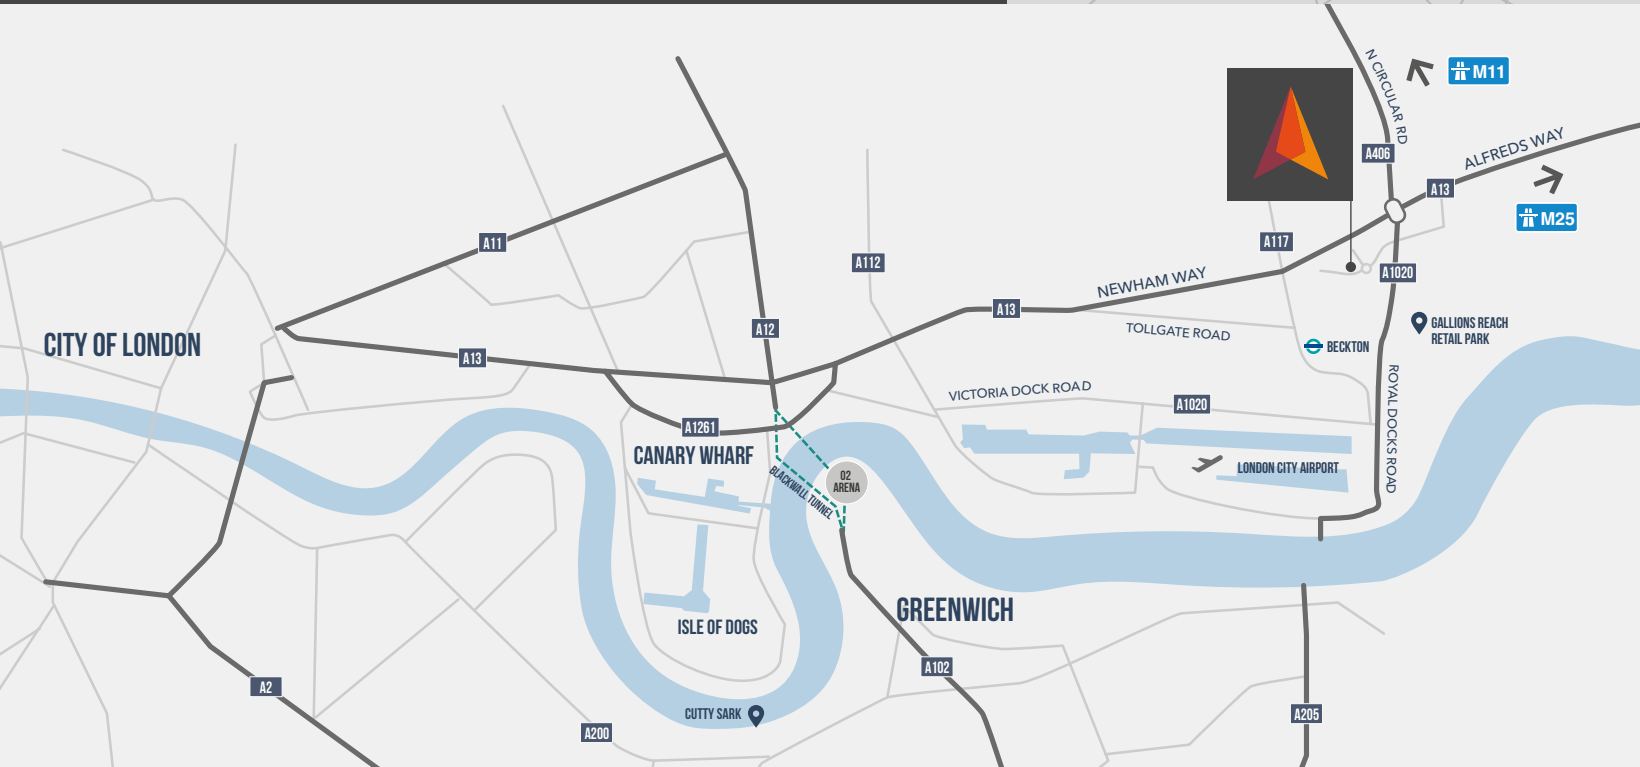 N CIRCULAR RD
M11
A406
ALFREDS WAY
A13
M25
A11
A117
A112
A1020
NEWHAM WAY
A13
A12
TOLLGATE ROAD
GALLIONS REACH
RETAIL PARK
BECKTON
CITY OF LONDON
A13
VICTORIA DOCK ROAD
A1020
ROYAL DOCKS ROAD
A1261
CANARY WHARF
LONDON CITY AIRPORT
O2
ARENA
BLACKWALL TUNNEL
GREENWICH
ISLE OF DOGS
A102
A2
CUTTY SARK
A205
A200